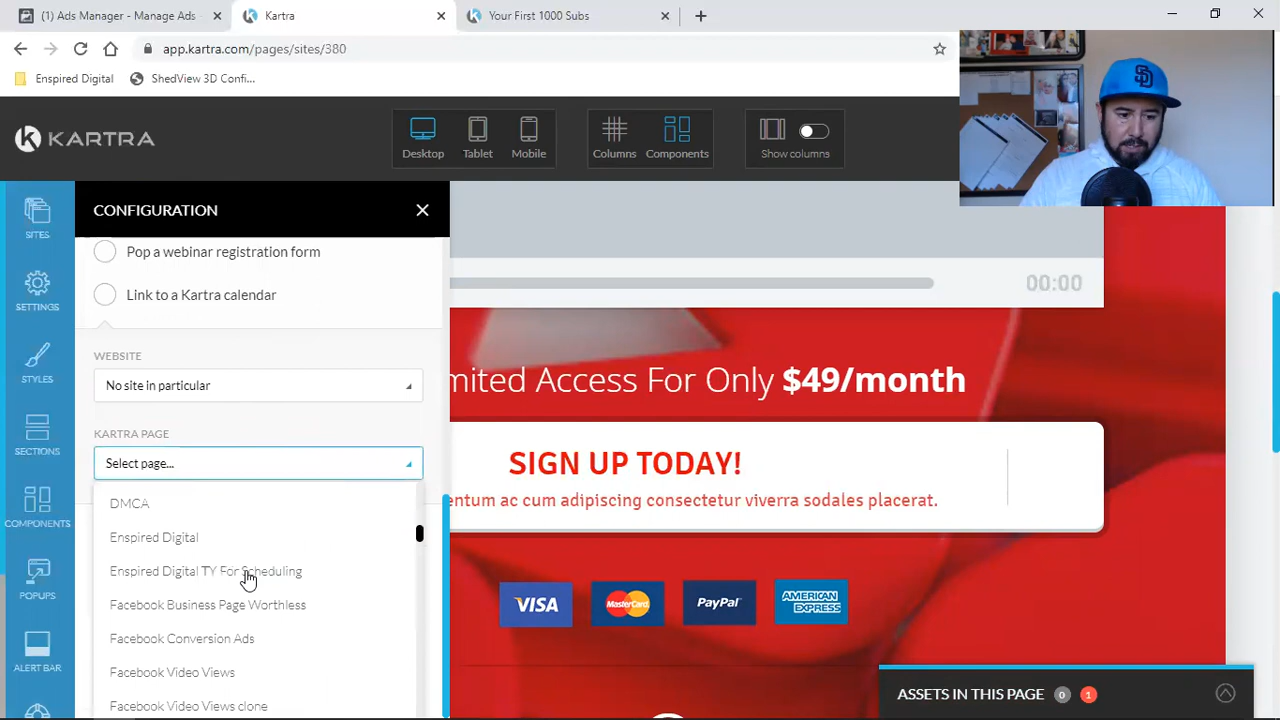 (1) Ads Manager - Manage Ads
Kartra
Your First 1000 Subs
app.kartra.com/pages/sites/380
Enspired Digital
ShedView 3D Confi...
KARTRA
Desktop
Tablet
Mobile
Columns
Components
Show columns
SITES
SETTINGS
STYLES
SECTIONS
COMPONENTS
POPUPS
ALERT BAR
CONFIGURATION
Pop a webinar registration form
Link to a Kartra calendar
WEBSITE
No site in particular
KARTRA PAGE
Select page...
DMCA
Enspired Digital
Enspired Digital TY For Scheduling
Facebook Business Page Worthless
Facebook Conversion Ads
Facebook Video Views
Facebook Video Views clone
00:00
mited Access For Only $49/month
SIGN UP TODAY!
entum ac cum adipiscing consectetur viverra sodales placerat.
VISA
MasterCard
PayPal
AMERICAN EXPRESS
ASSETS IN THIS PAGE 0 1
SD